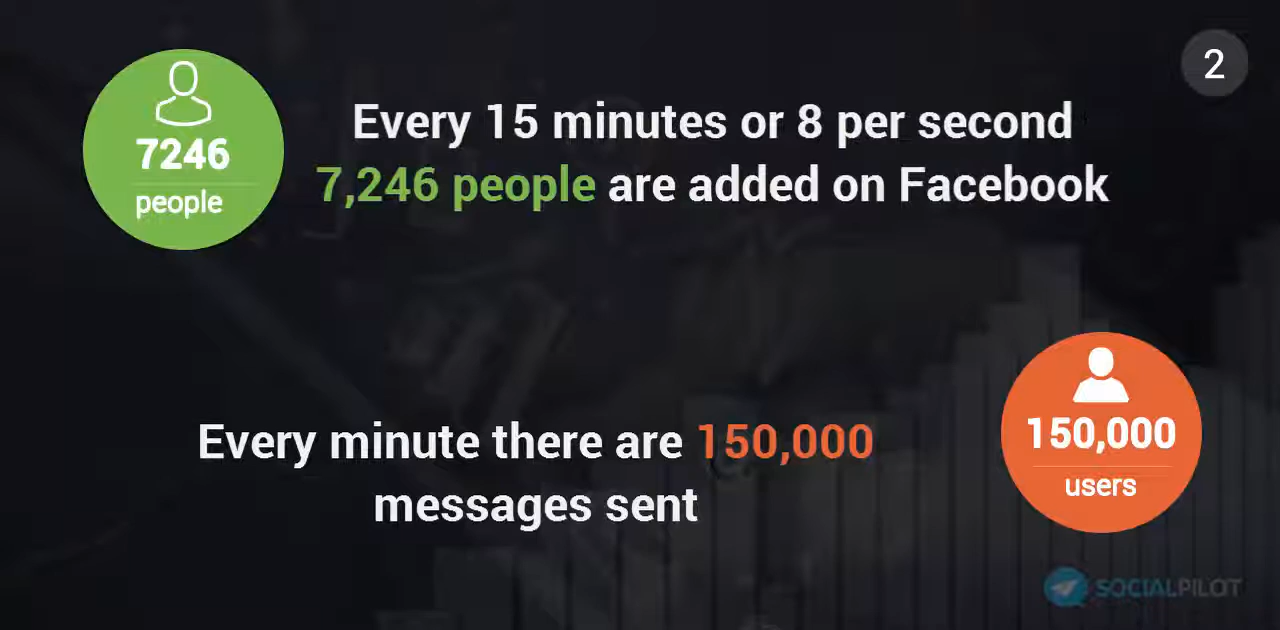 2
7246
people
Every 15 minutes or 8 per second
7,246 people are added on Facebook
Every minute there are 150,000
messages sent
150,000
users
SOCIALPILOT